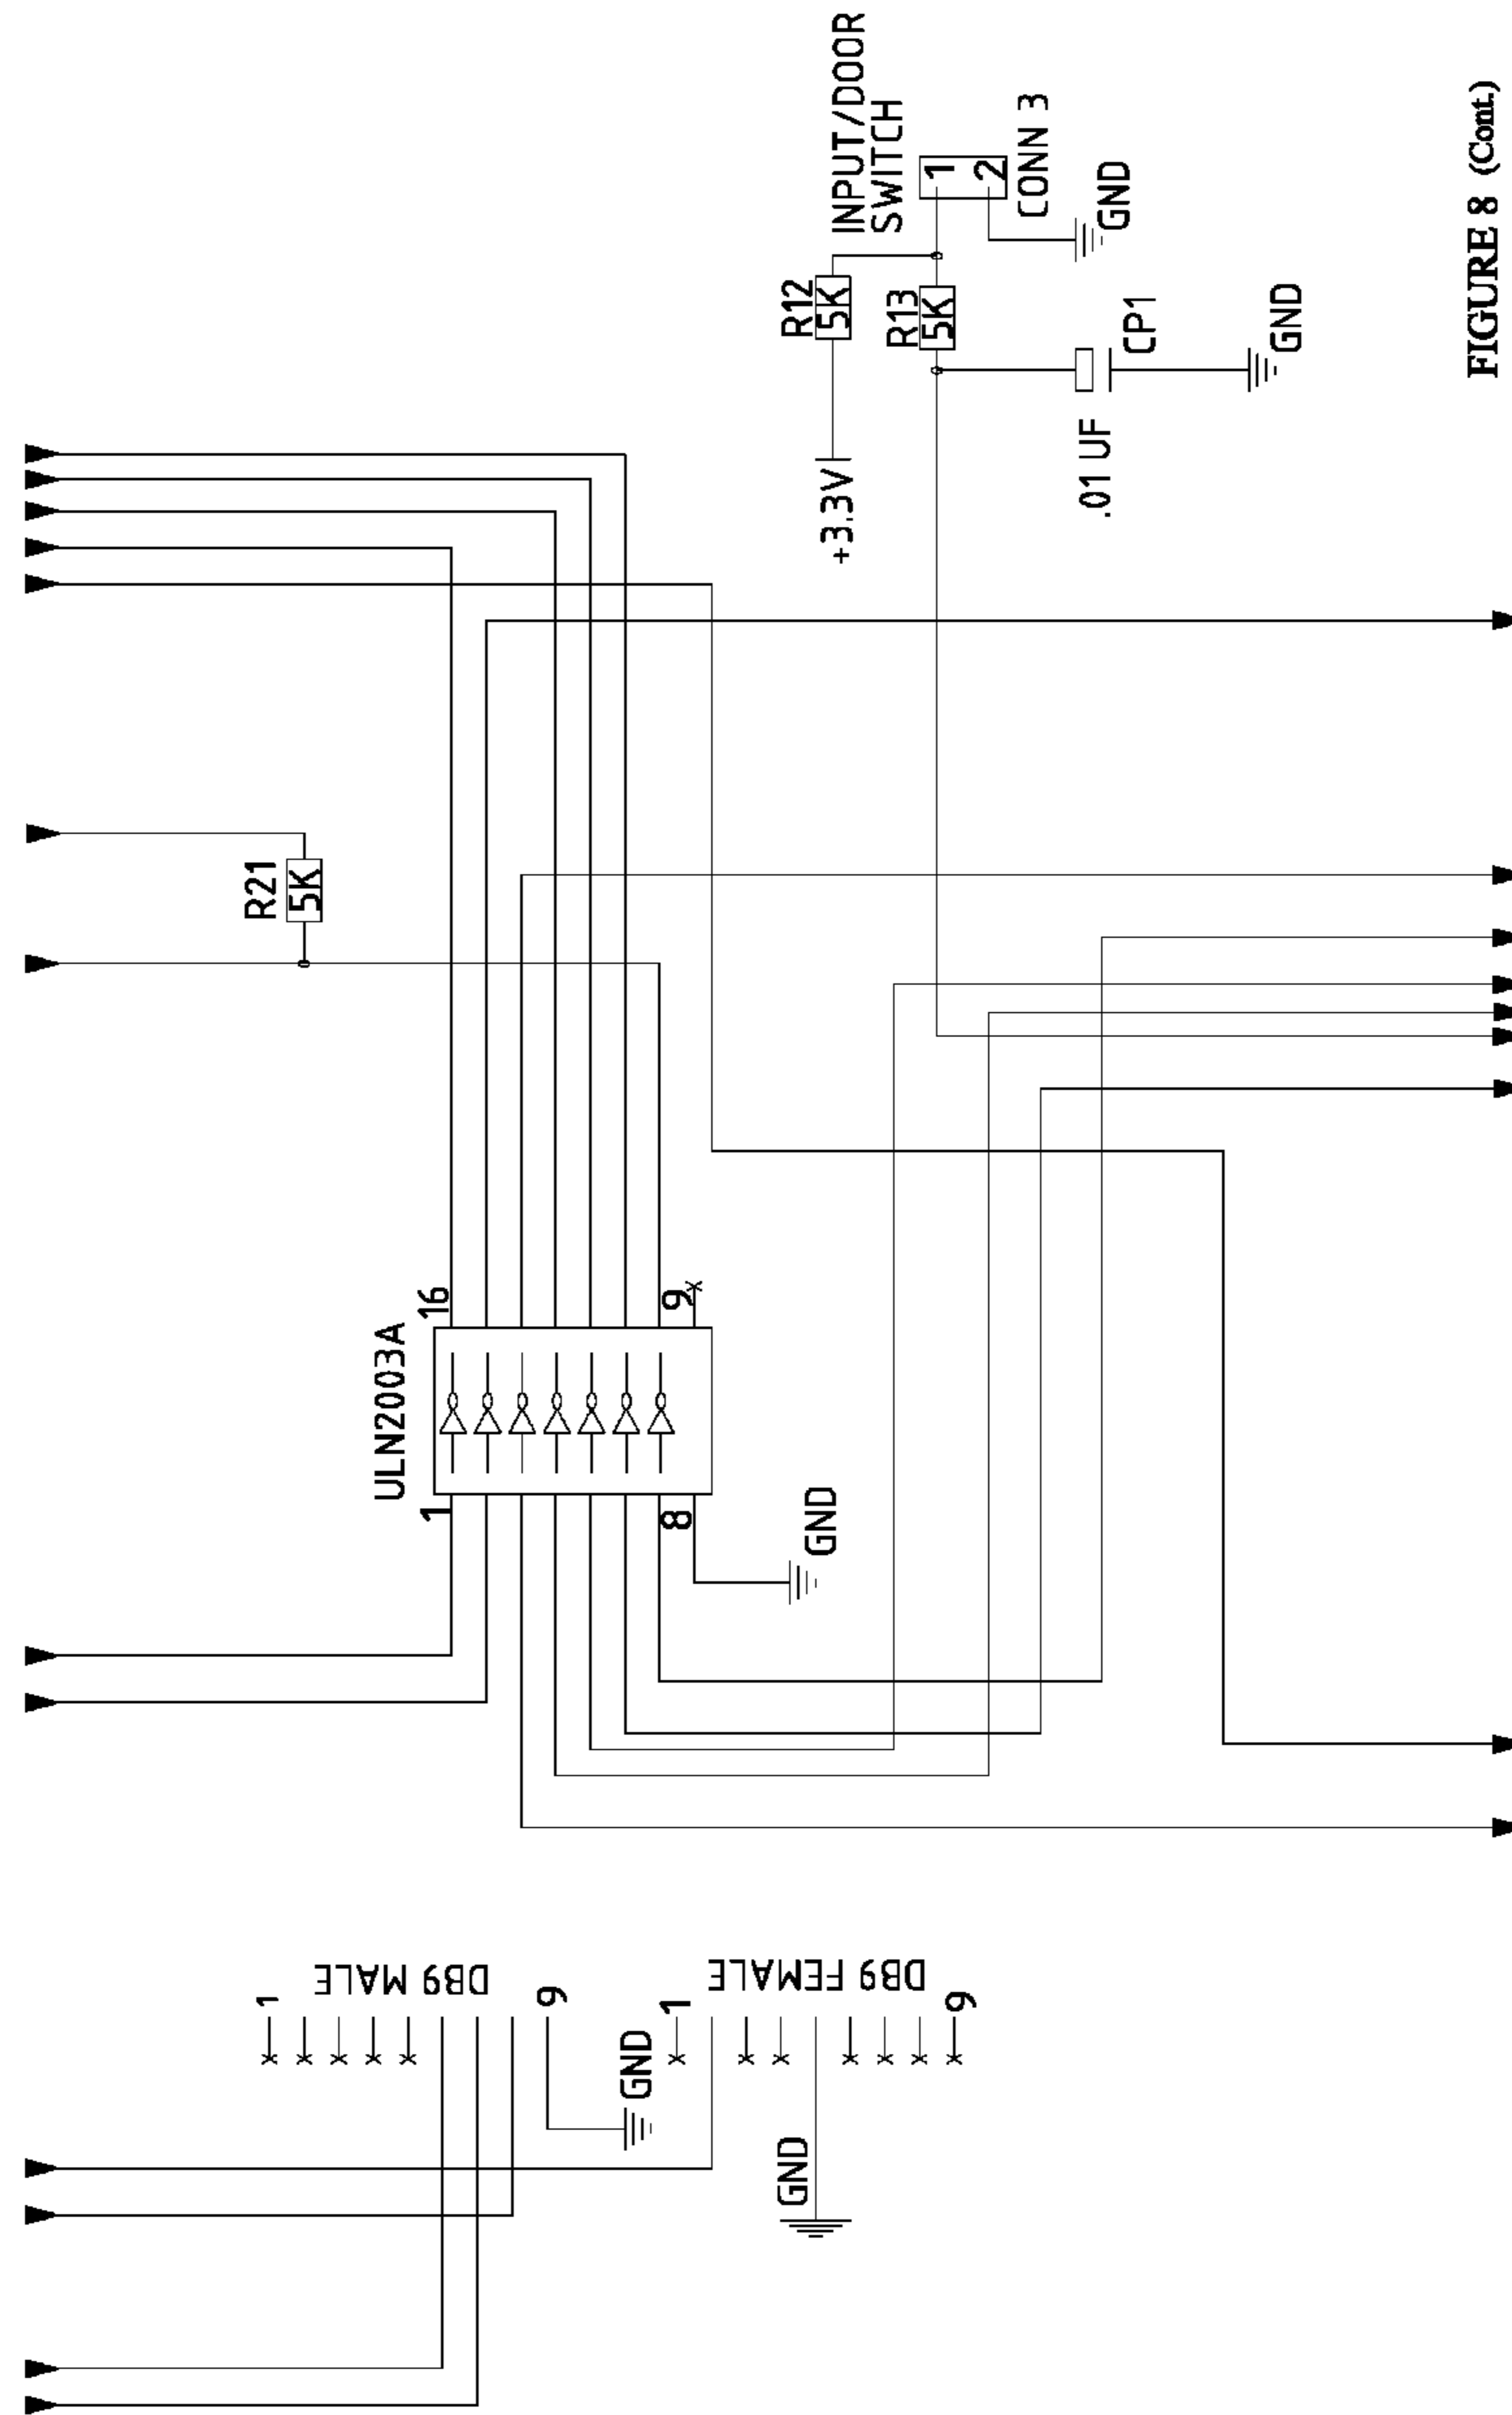 R21
5K
ULN2003A
1
16
8
9
GND
INPUT/DOOR
SWITCH
R12
5K
+3.3V
R13
5K
1
2
CONN 3
GND
.01 UF
CP1
GND
1
DB9 MALE
9
GND
1
DB9 FEMALE
9
GND
FIGURE 8 (Cont.)